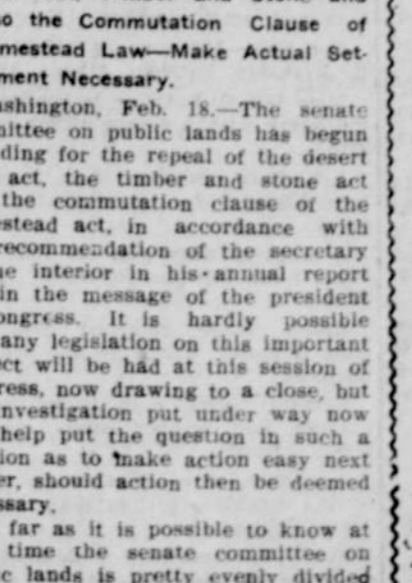 so the Commutation Clause of
mestead Law—Make Actual Set-
ment Necessary.
ashington, Feb. 18.—The senate
mittee on public lands has begun
ding for the repeal of the desert
act, the timber and stone act
the commutation clause of the
estead act, in accordance with
recommendation of the secretary
he interior in his annual report
in the message of the president
ongress. It is hardly possible
any legislation on this important
ect will be had at this session of
ress, now drawing to a close, but
investigation put under way now
help put the question in such a
ion as to make action easy next
er, should action then be deemed
ssary.
far as it is possible to know at
time the senate committee on
c lands is pretty evenly divided